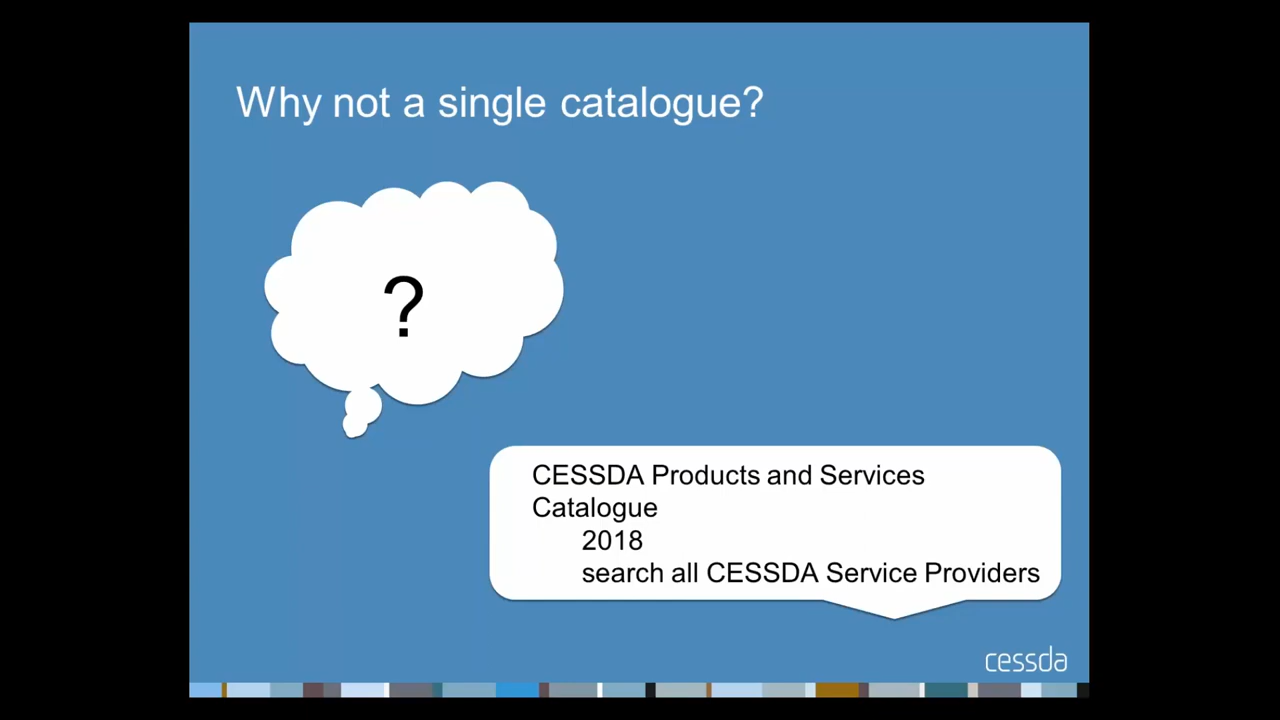 Why not a single catalogue?
?
CESSDA Products and Services
Catalogue
2018
search all CESSDA Service Providers
cessda